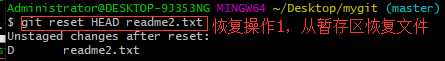 Administrator@DESKTOP-9J353NG MINGW64 ~/Desktop/mygit (master)
$ git reset HEAD readme2.txt 恢复操作1，从暂存区恢复文件
Unstaged changes after reset:
D       readme2.txt